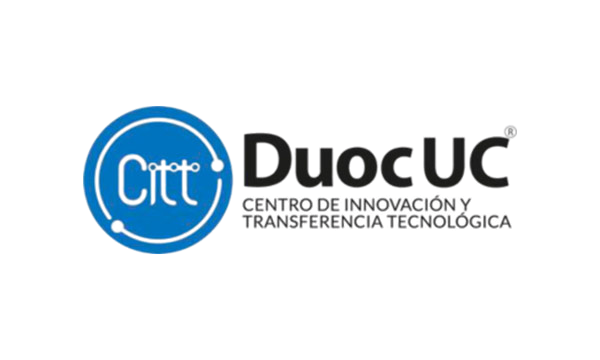 Citt
DuocUC®
CENTRO DE INNOVACIÓN Y
TRANSFERENCIA TECNOLÓGICA